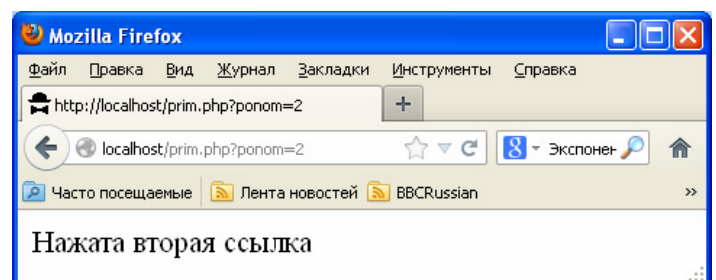 Mozilla Firefox
Файл Правка Вид Журнал Закладки Инструменты Справка
http://localhost/prim.php?ponom=2 +
localhost/prim.php?ponom=2 8 Экспонен
Часто посещаемые Лента новостей BBCRussian »
Нажата вторая ссылка